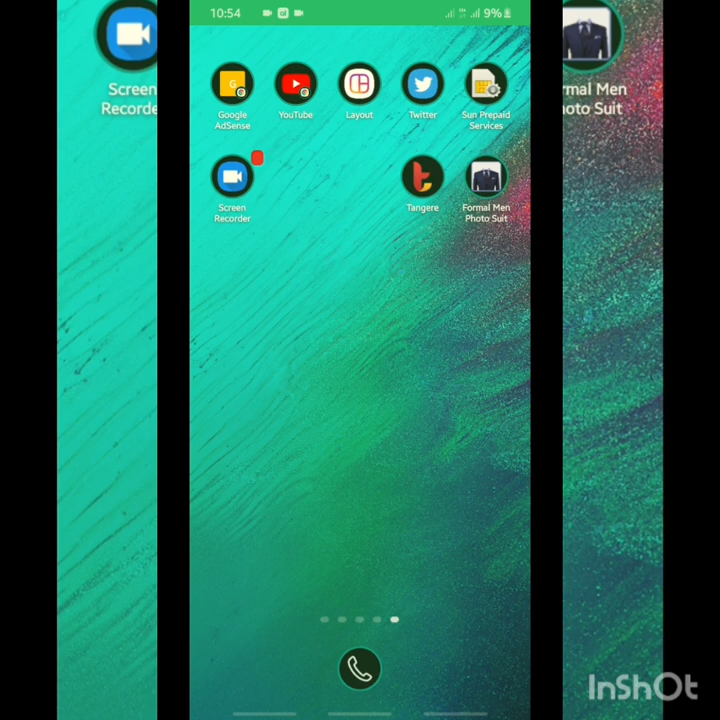 10:54
9%
Screen
Recorde
rmal Men
hoto Suit
Google
AdSense
YouTube
Layout
Twitter
Sun Prepaid
Services
Screen
Recorder
Tangere
Formal Men
Photo Suit
InShOt